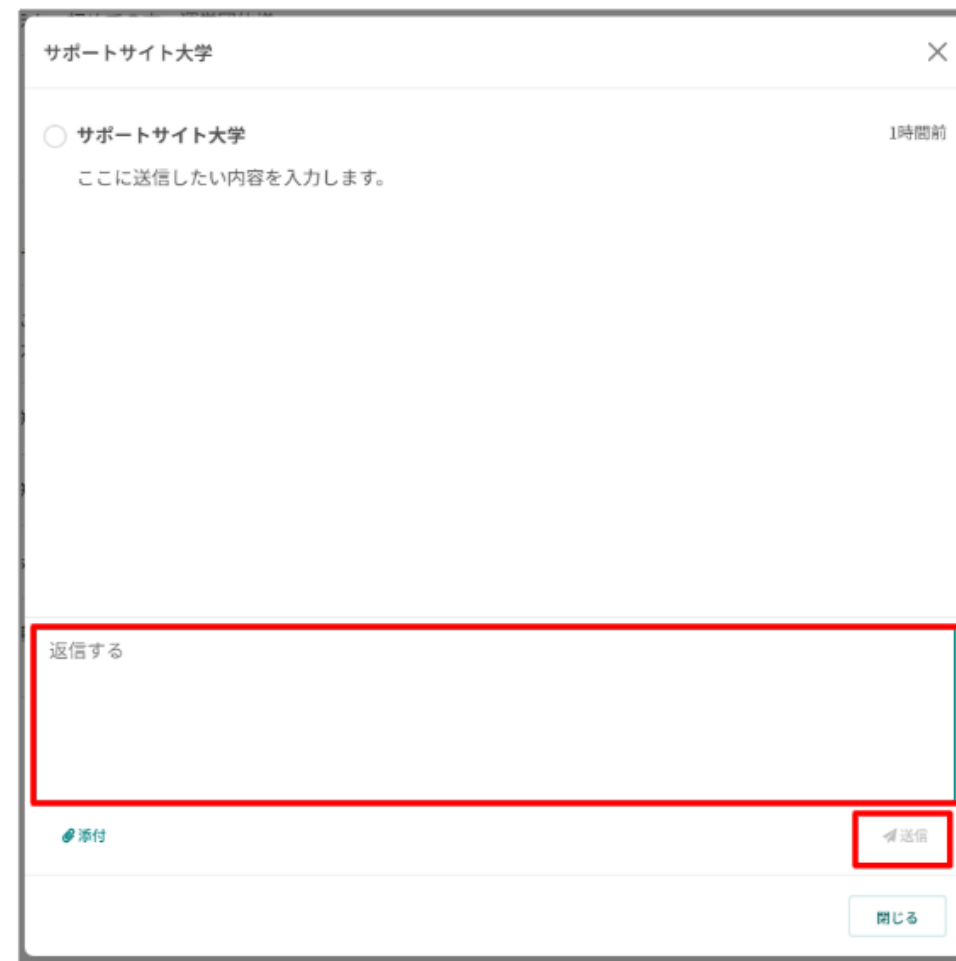 サポートサイト大学
サポートサイト大学
1時間前
ここに送信したい内容を入力します。
返信する
添付
送信
閉じる